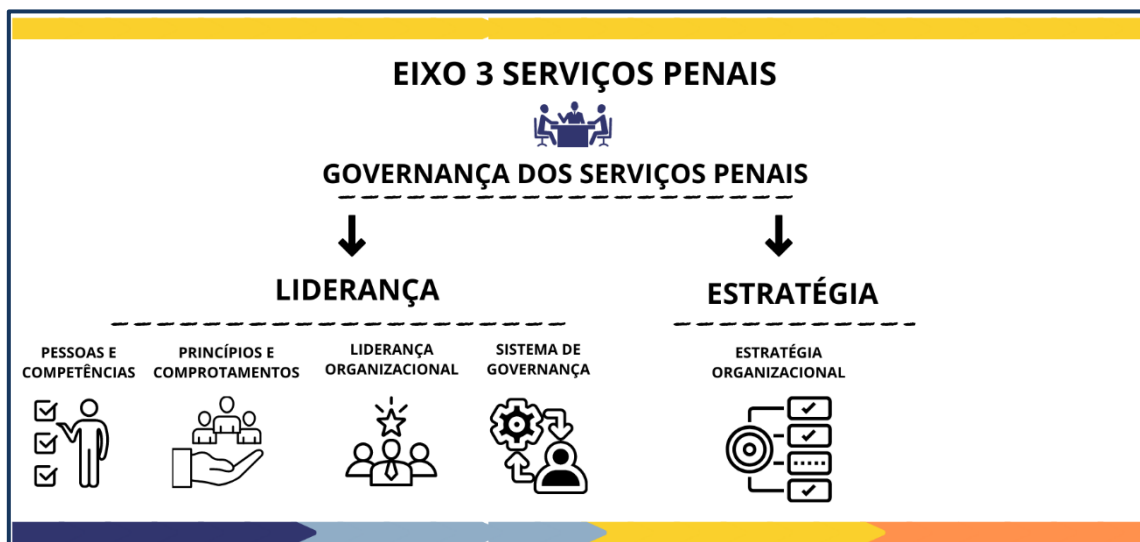 EIXO 3 SERVIÇOS PENAIS
GOVERNANÇA DOS SERVIÇOS PENAIS
LIDERANÇA
ESTRATÉGIA
PESSOAS E
COMPETÊNCIAS
PRINCÍPIOS E
COMPROTAMENTOS
LIDERANÇA
ORGANIZACIONAL
SISTEMA DE
GOVERNANÇA
ESTRATÉGIA
ORGANIZACIONAL